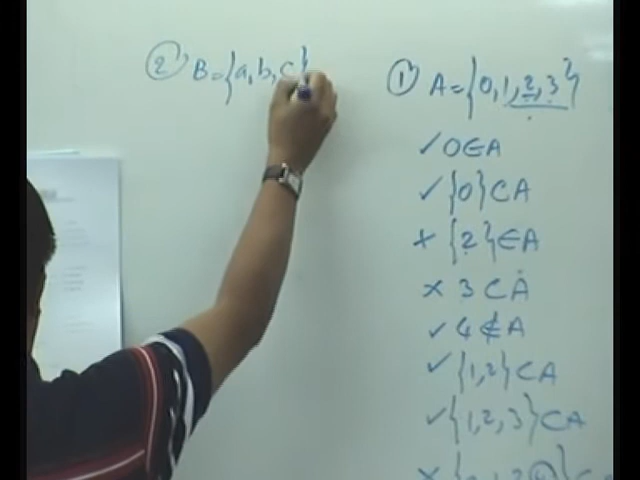 ② B={a,b,c}
① A={0,1,2,3}
✓ 0∈A
✓ {0}⊂A
× {2}∈A
× 3⊂A
✓ 4∉A
✓ {1,2}⊂A
✓ {1,2,3}⊂A